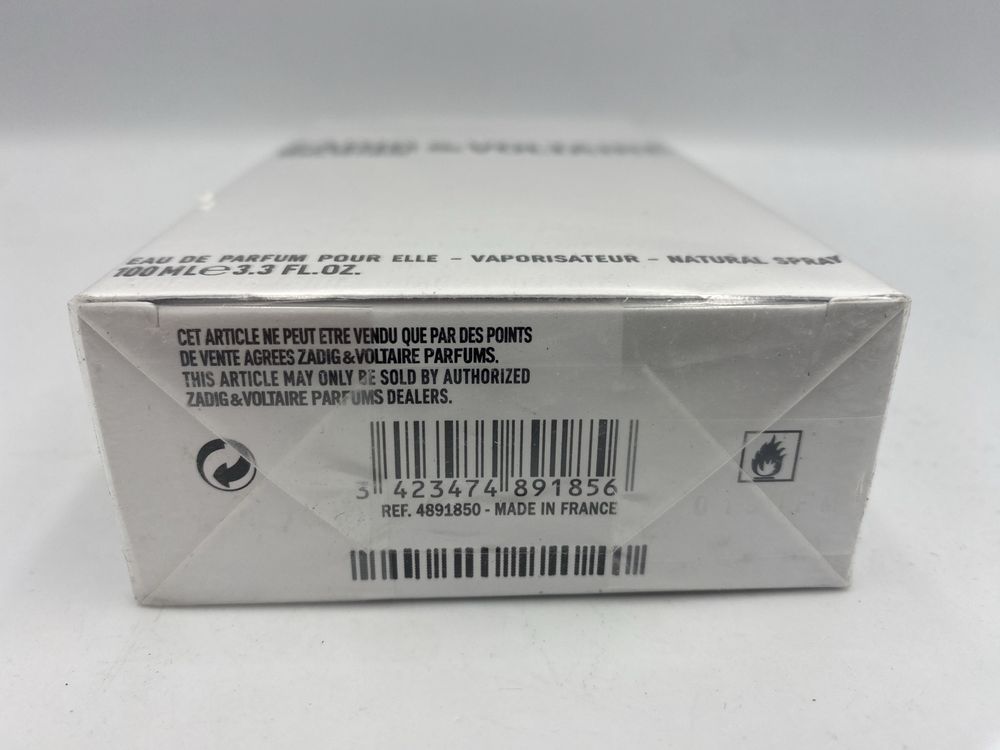 ZADIG & VOLTAIRE
EAU DE PARFUM POUR ELLE – VAPORISATEUR – NATURAL SPRAY
100 ML ℮ 3.3 FL.OZ.
CET ARTICLE NE PEUT ETRE VENDU QUE PAR DES POINTS
DE VENTE AGREES ZADIG & VOLTAIRE PARFUMS.
THIS ARTICLE MAY ONLY BE SOLD BY AUTHORIZED
ZADIG & VOLTAIRE PARFUMS DEALERS.
3 423474 891856
REF. 4891850 - MADE IN FRANCE